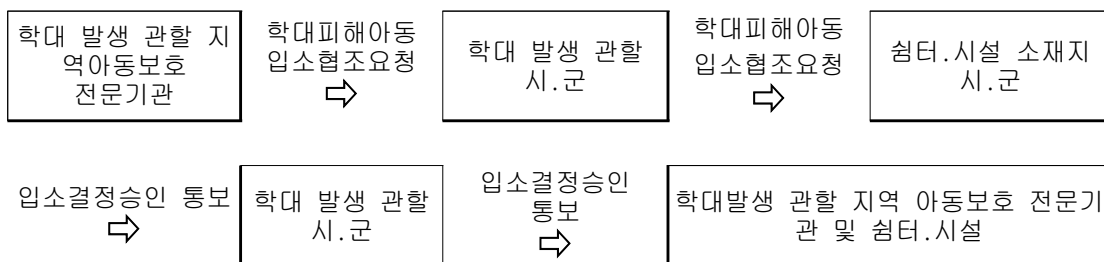 학대 발생 관할 지
역아동보호
전문기관
학대피해아동
입소협조요청
⇨
학대 발생 관할
시.군
학대피해아동
입소협조요청
⇨
쉼터.시설 소재지
시.군
입소결정승인 통보
⇨
학대 발생 관할
시.군
입소결정승인
통보
⇨
학대발생 관할 지역 아동보호 전문기
관 및 쉼터.시설